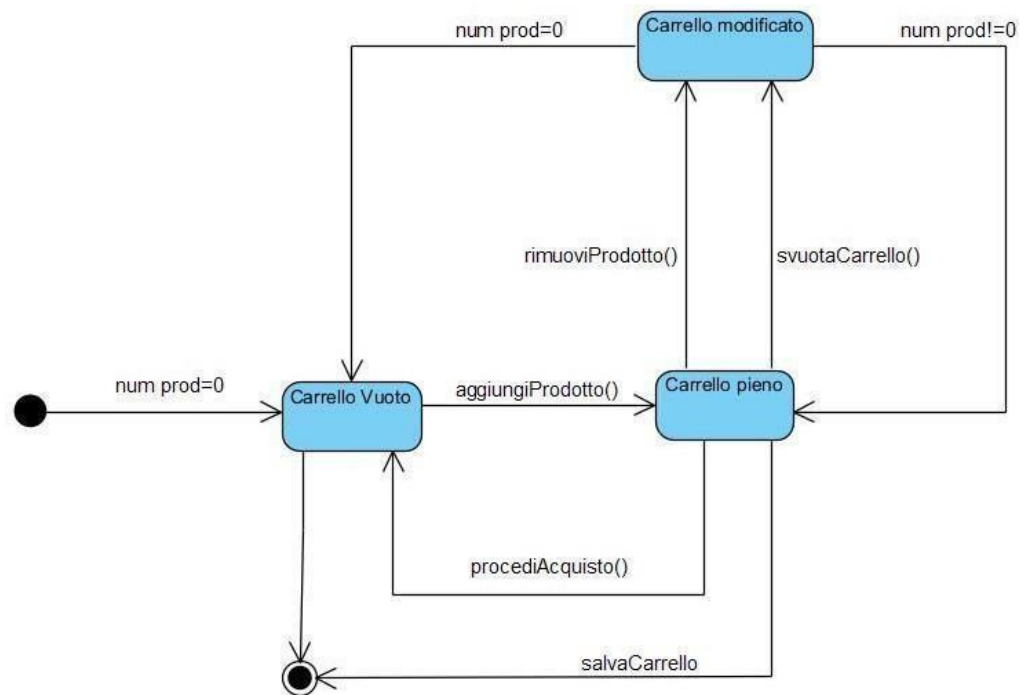 num prod=0
Carrello modificato
num prod!=0
rimuoviProdotto()
svuotaCarrello()
num prod=0
Carrello Vuoto
aggiungiProdotto()
Carrello pieno
procediAcquisto()
salvaCarrello